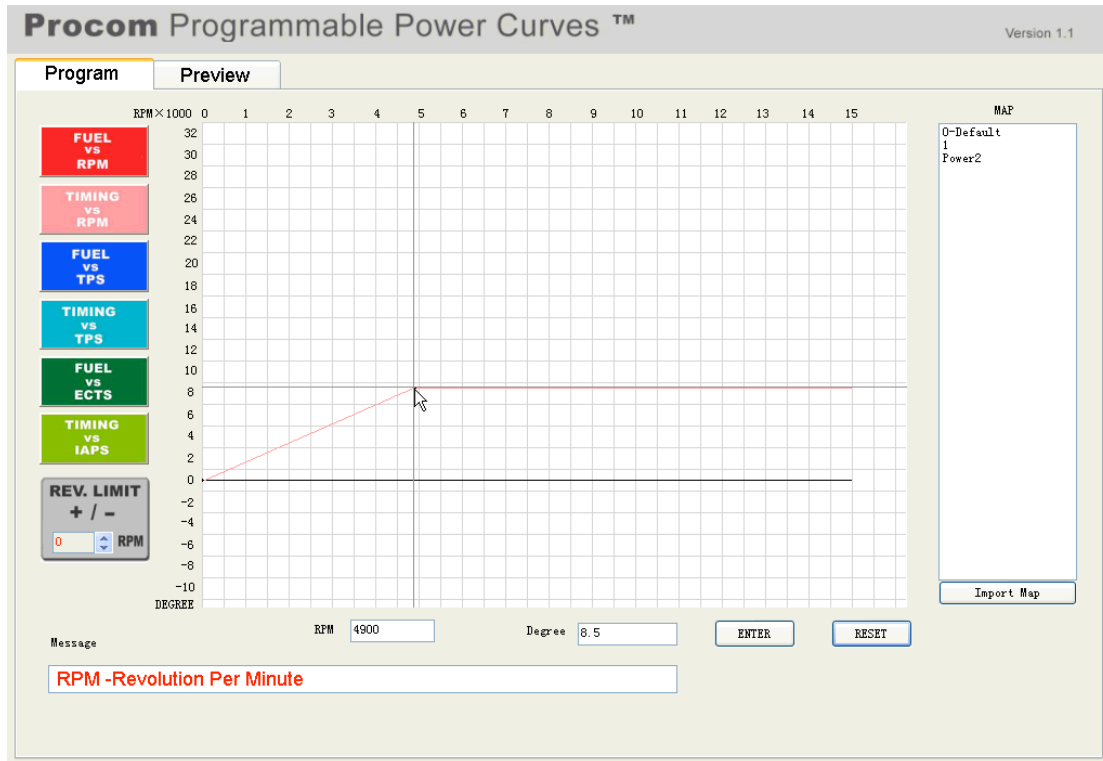 Procom Programmable Power Curves ™
Version 1.1
Program Preview
RPM×1000 0 1 2 3 4 5 6 7 8 9 10 11 12 13 14 15
MAP
FUEL
vs
RPM
TIMING
vs
RPM
FUEL
vs
TPS
TIMING
vs
TPS
FUEL
vs
ECTS
TIMING
vs
IAPS
REV. LIMIT
+ / -
0 RPM
32
30
28
26
24
22
20
18
16
14
12
10
8
6
4
2
0
-2
-4
-6
-8
-10
DEGREE
0-Default
1
Power2
Import Map
RPM 4900 Degree 8.5 ENTER RESET
Message
RPM -Revolution Per Minute